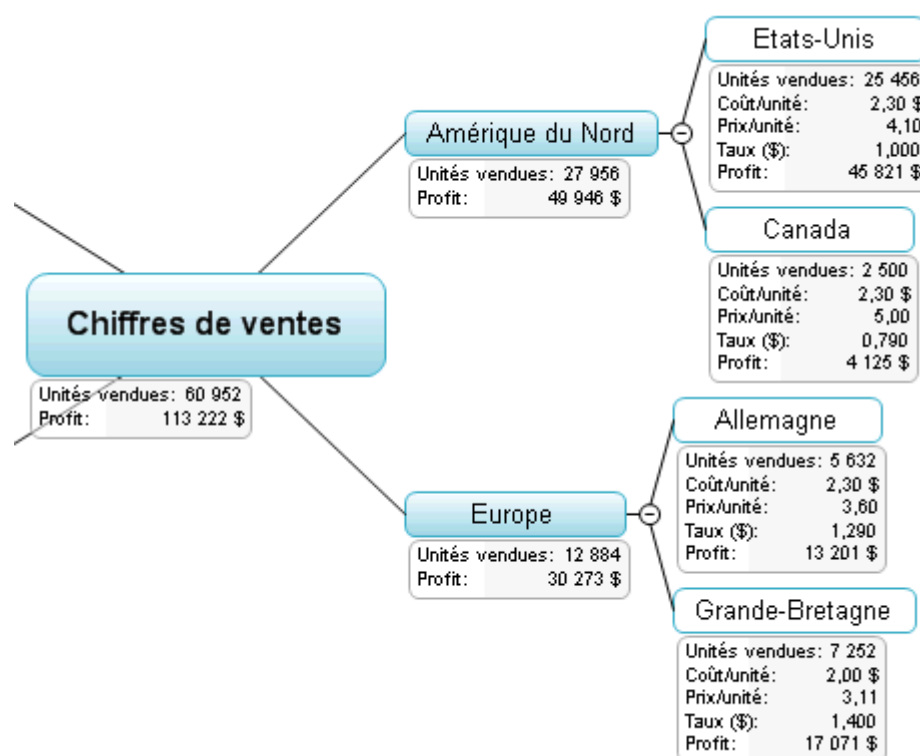 Etats-Unis
Unités vendues: 25 456
Coût/unité: 2,30 $
Prix/unité: 4,10
Taux ($): 1,000
Profit: 45 821 $
Amérique du Nord
Unités vendues: 27 956
Profit: 49 946 $
Canada
Unités vendues: 2 500
Coût/unité: 2,30 $
Prix/unité: 5,00
Taux ($): 0,790
Profit: 4 125 $
Chiffres de ventes
Unités vendues: 60 952
Profit: 113 222 $
Allemagne
Unités vendues: 5 632
Coût/unité: 2,30 $
Prix/unité: 3,60
Taux ($): 1,290
Profit: 13 201 $
Europe
Unités vendues: 12 884
Profit: 30 273 $
Grande-Bretagne
Unités vendues: 7 252
Coût/unité: 2,00 $
Prix/unité: 3,11
Taux ($): 1,400
Profit: 17 071 $